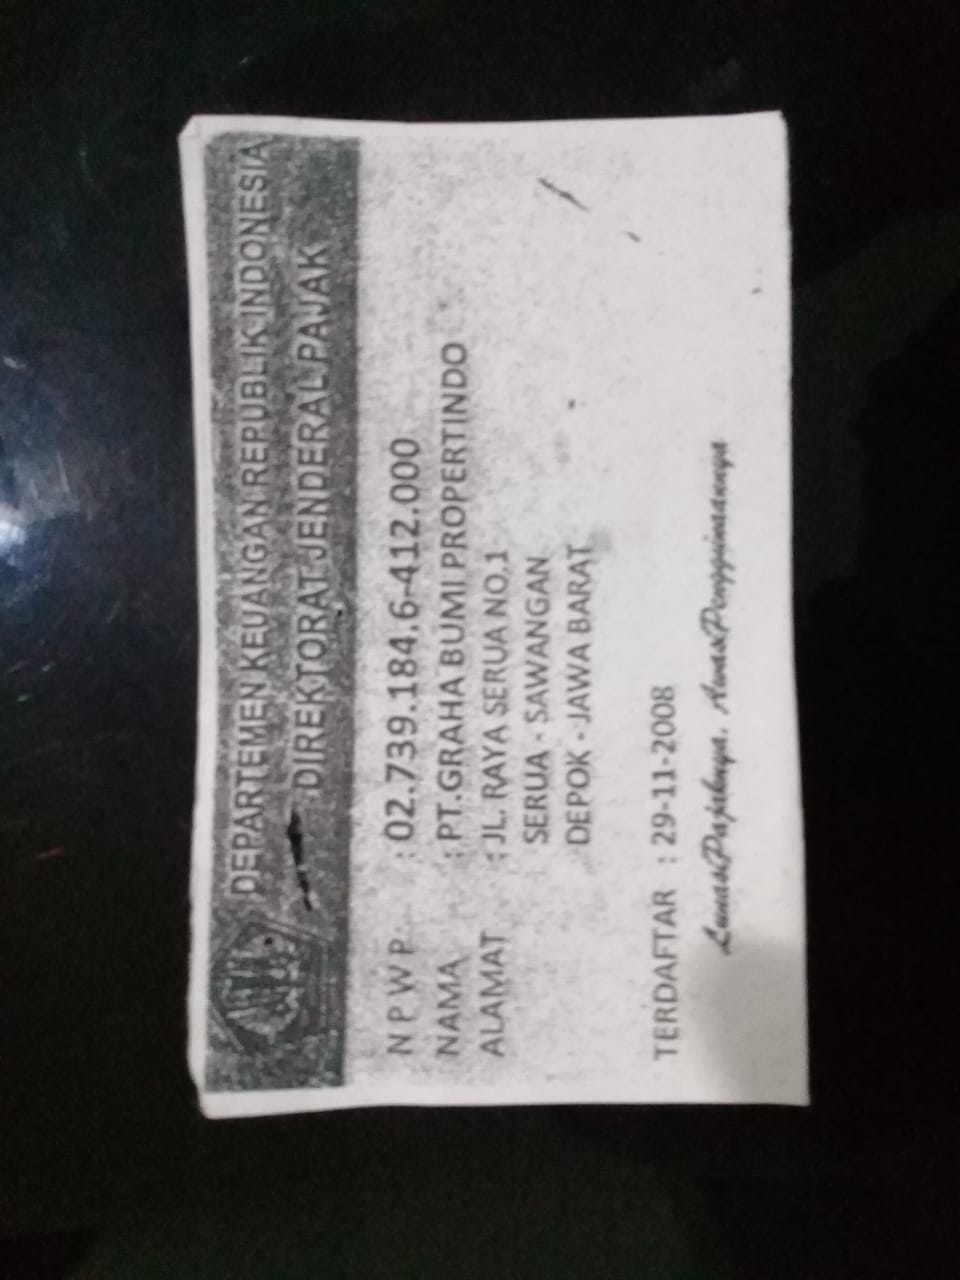 DEPARTEMEN KEUANGAN REPUBLIK INDONESIA
DIREKTORAT JENDERAL PAJAK
N P W P : 02.739.184.6-412.000
NAMA : PT.GRAHA BUMI PROPERTINDO
ALAMAT : JL. RAYA SERUA NO.1
SERUA - SAWANGAN
DEPOK - JAWA BARAT
TERDAFTAR : 29-11-2008
Lunasi Pajaknya, Awasi Penggunaannya